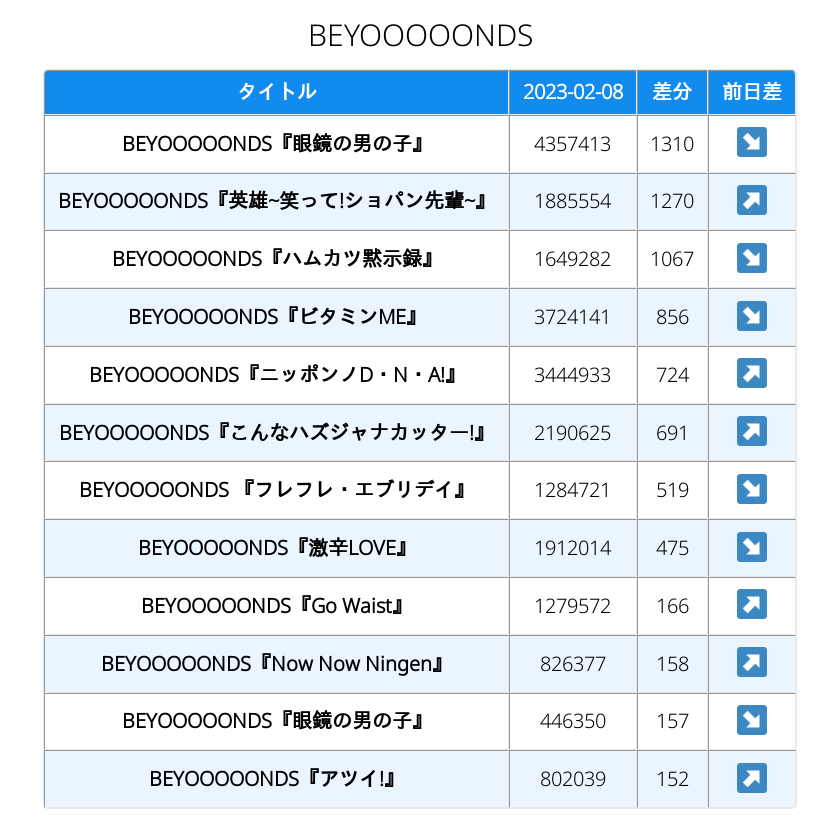 BEYOOOOONDS
タイトル 2023-02-08 差分 前日差
BEYOOOOONDS『眼鏡の男の子』 4357413 1310 ↘
BEYOOOOONDS『英雄~笑って!ショパン先輩~』 1885554 1270 ↗
BEYOOOOONDS『ハムカツ黙示録』 1649282 1067 ↘
BEYOOOOONDS『ビタミンME』 3724141 856 ↘
BEYOOOOONDS『ニッポンノD・N・A!』 3444933 724 ↗
BEYOOOOONDS『こんなハズジャナカッター!』 2190625 691 ↗
BEYOOOOONDS 『フレフレ・エブリデイ』 1284721 519 ↘
BEYOOOOONDS『激辛LOVE』 1912014 475 ↘
BEYOOOOONDS『Go Waist』 1279572 166 ↗
BEYOOOOONDS『Now Now Ningen』 826377 158 ↗
BEYOOOOONDS『眼鏡の男の子』 446350 157 ↘
BEYOOOOONDS『アツイ!』 802039 152 ↗